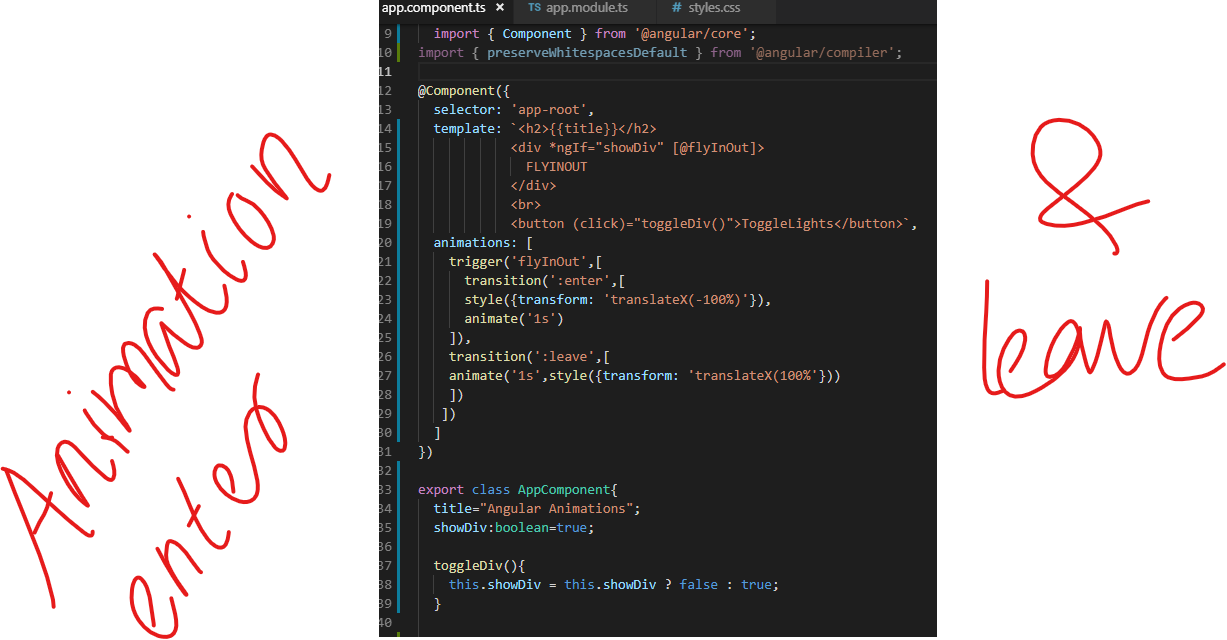 app.component.ts × TS app.module.ts # styles.css
9 import { Component } from '@angular/core';
10 import { preserveWhitespacesDefault } from '@angular/compiler';
11
12 @Component({
13 selector: 'app-root',
14 template: `<h2>{{title}}</h2>
15 <div *ngIf="showDiv" [@flyInOut]>
16 FLYINOUT
17 </div>
18 <br>
19 <button (click)="toggleDiv()">ToggleLights</button>`,
20 animations: [
21 trigger('flyInOut',[
22 transition(':enter',[
23 style({transform: 'translateX(-100%)'}),
24 animate('1s')
25 ]),
26 transition(':leave',[
27 animate('1s',style({transform: 'translateX(100%'}))
28 ])
29 ])
30 ]
31 })
32
33 export class AppComponent{
34 title="Angular Animations";
35 showDiv:boolean=true;
36
37 toggleDiv(){
38 this.showDiv = this.showDiv ? false : true;
39 }
40
Animation
enter
&
leave